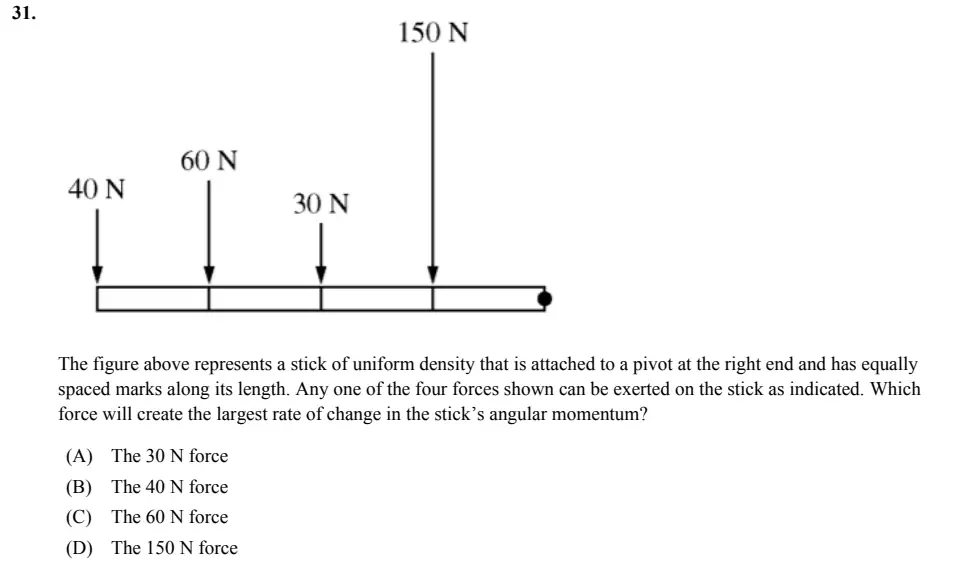 31.
150 N
60 N
40 N
30 N
The figure above represents a stick of uniform density that is attached to a pivot at the right end and has equally
spaced marks along its length. Any one of the four forces shown can be exerted on the stick as indicated. Which
force will create the largest rate of change in the stick’s angular momentum?
(A) The 30 N force
(B) The 40 N force
(C) The 60 N force
(D) The 150 N force